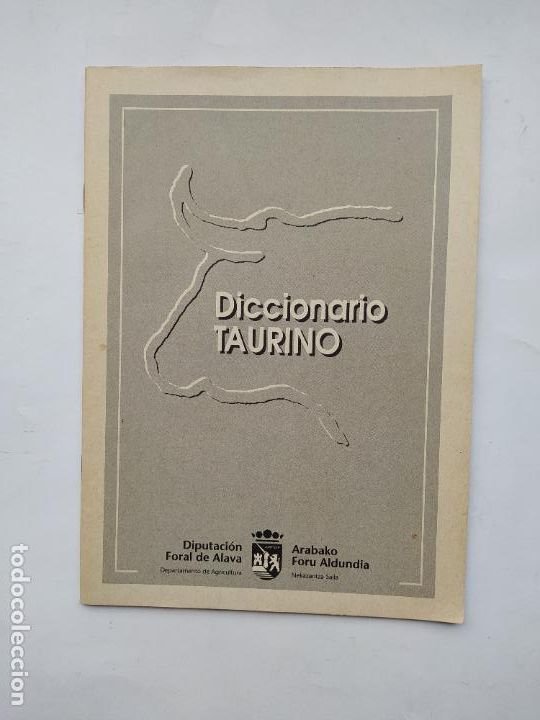 Diccionario
TAURINO
Diputación
Foral de Alava
Departamento de Agricultura
Arabako
Foru Aldundia
Nekazaritza Saila
todocoleccion